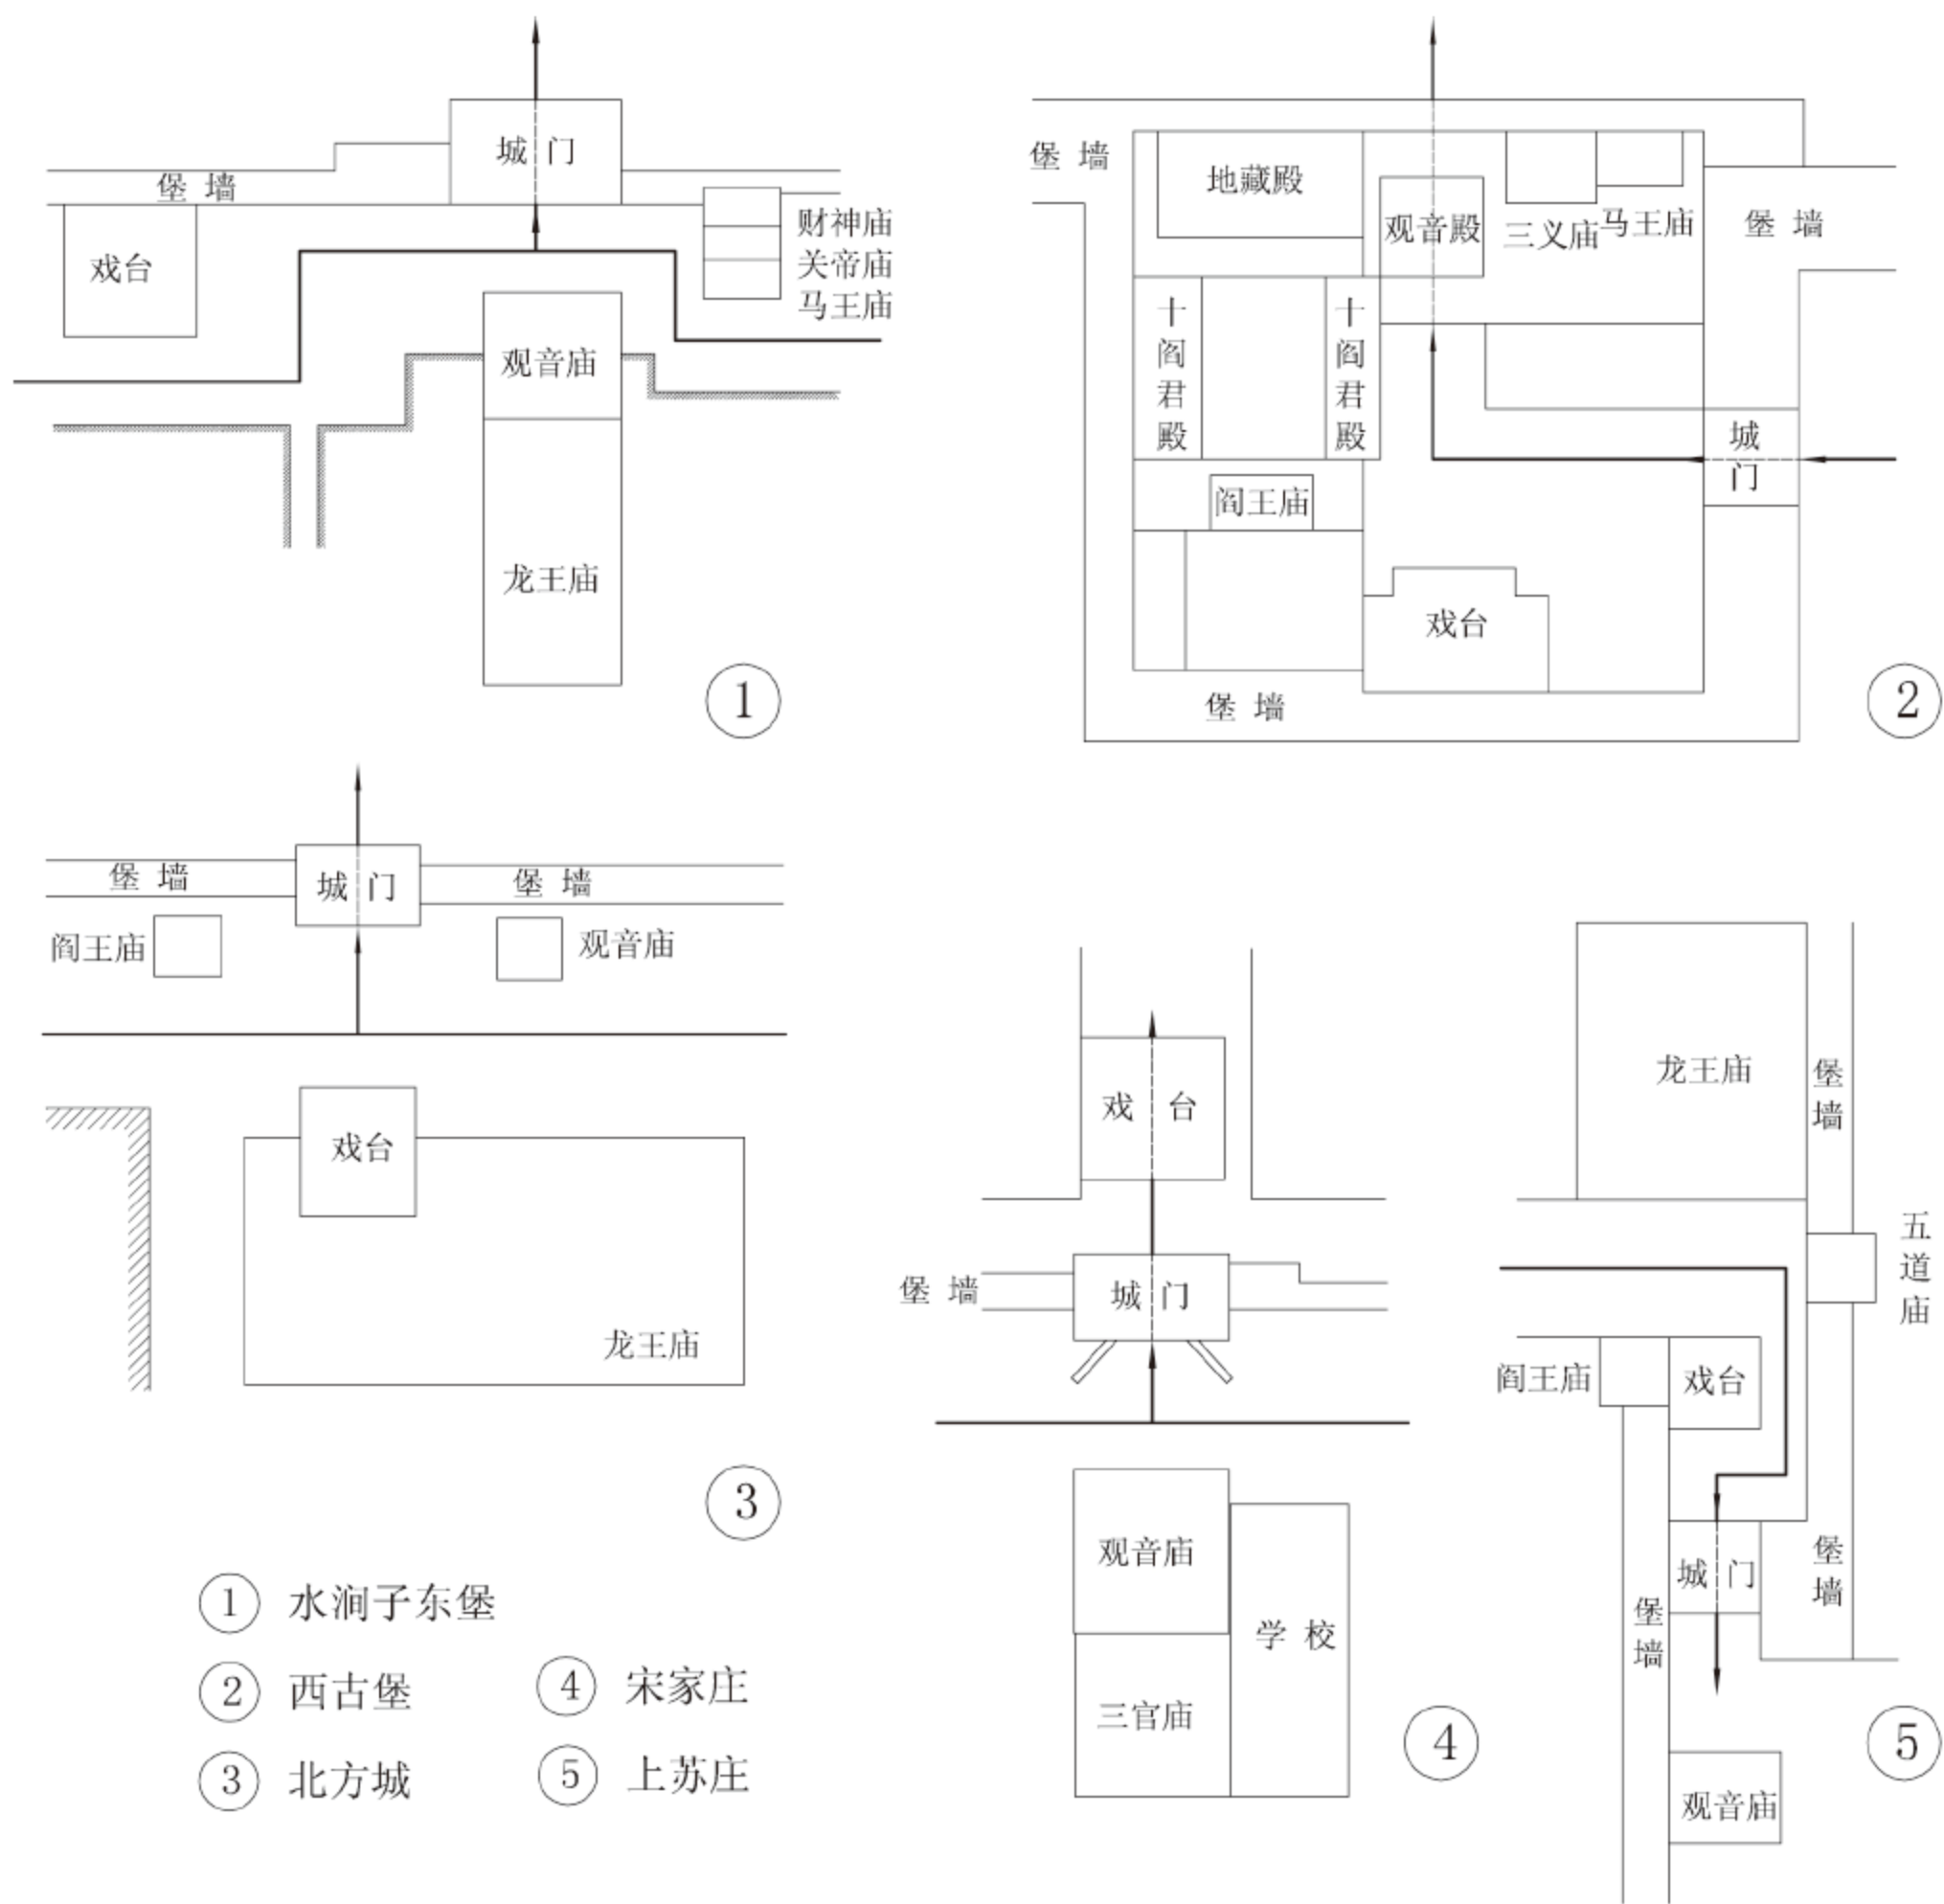 城 门
堡 墙
戏台
财神庙
关帝庙
马王庙
观音庙
龙王庙
1
堡 墙
地藏殿
观音殿
三义庙
马王庙
堡 墙
十阎君殿
十阎君殿
城门
阎王庙
戏台
堡 墙
2
堡 墙
城 门
堡 墙
阎王庙
观音庙
戏台
龙王庙
3
戏 台
堡 墙
城 门
观音庙
学 校
三官庙
4
龙王庙
堡墙
五道庙
阎王庙
戏台
城 门
堡墙
堡墙
观音庙
5
1 水涧子东堡
2 西古堡
3 北方城
4 宋家庄
5 上苏庄